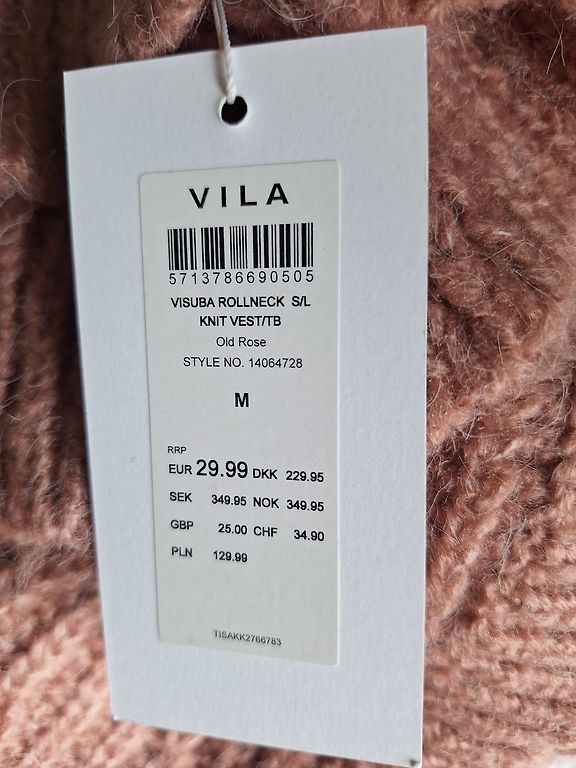 VILA
5713786690505
VISUBA ROLLNECK S/L
KNIT VEST/TB
Old Rose
STYLE NO. 14064728
M
RRP
EUR 29.99 DKK 229.95
SEK 349.95 NOK 349.95
GBP 25.00 CHF 34.90
PLN 129.99
TISAKK2766783